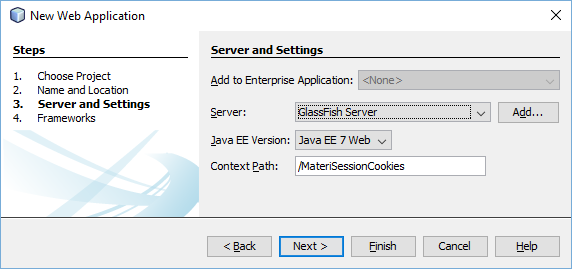 New Web Application
Steps
1. Choose Project
2. Name and Location
3. Server and Settings
4. Frameworks
Server and Settings
Add to Enterprise Application: <None>
Server: GlassFish Server Add...
Java EE Version: Java EE 7 Web
Context Path: /MateriSessionCookies
< Back Next > Finish Cancel Help